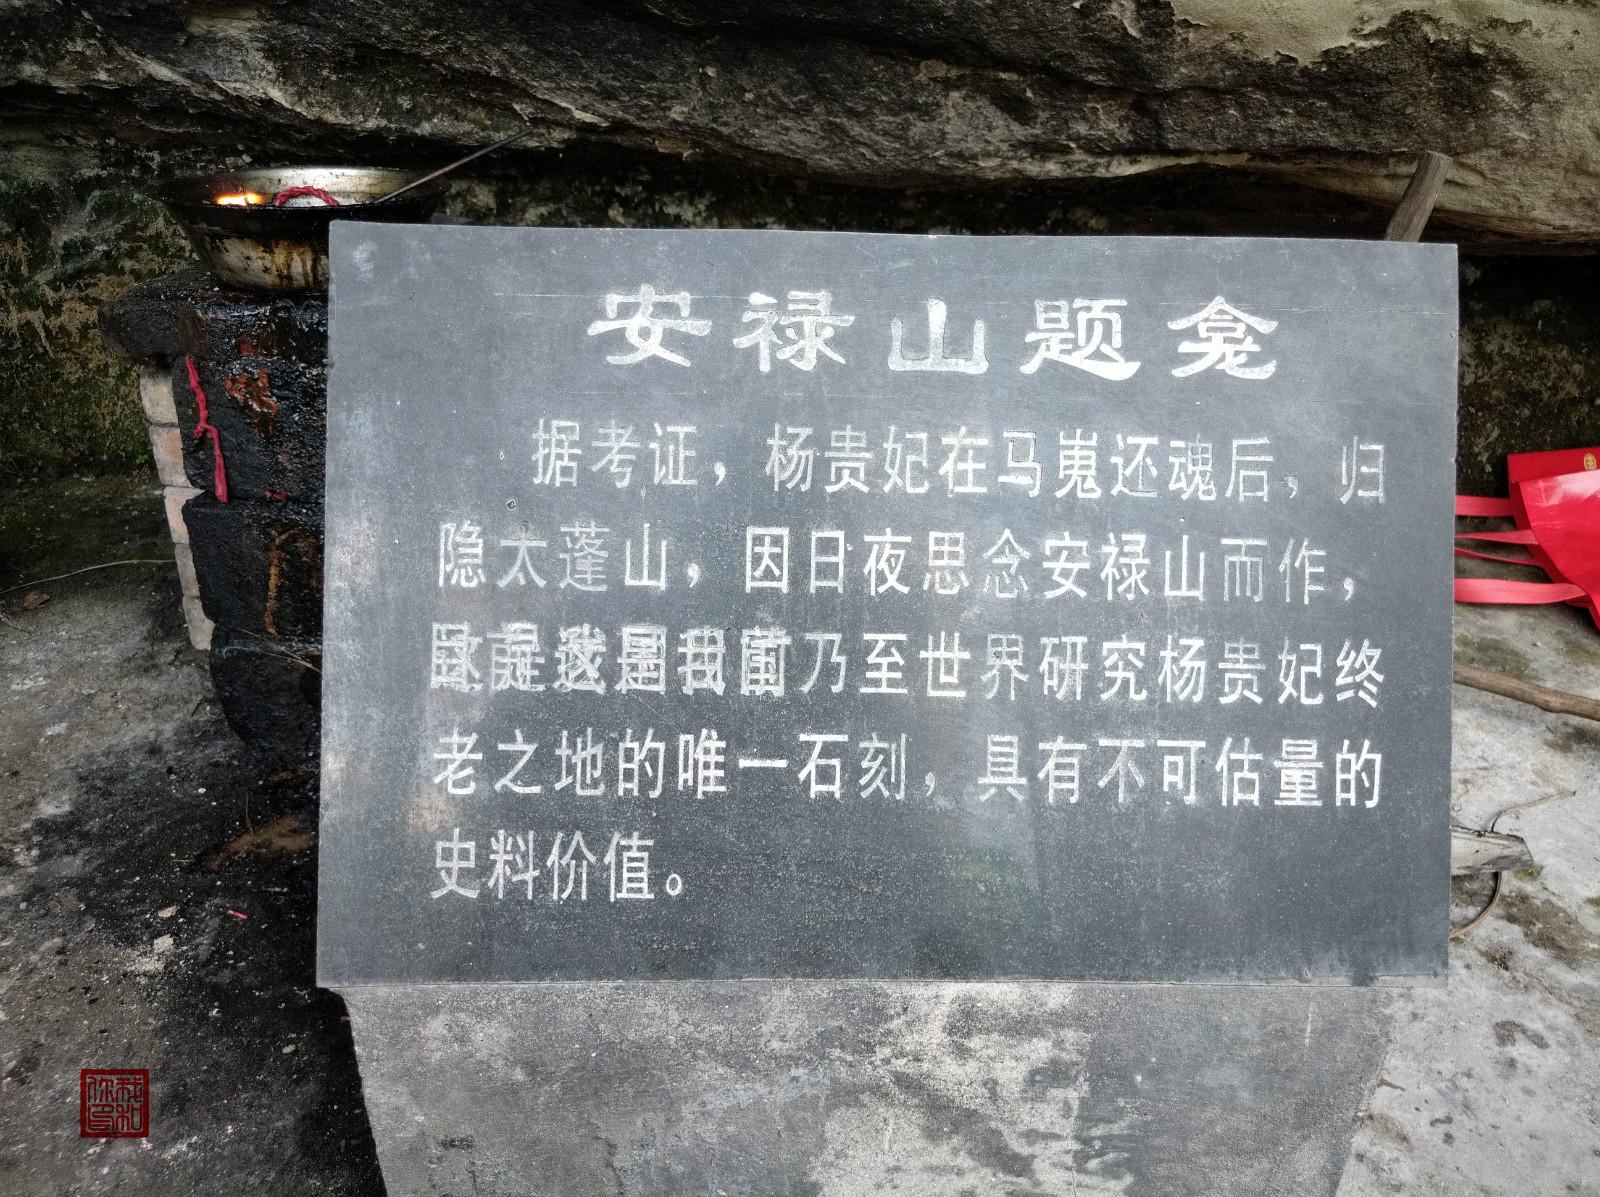 安禄山题龛
据考证，杨贵妃在马嵬还魂后，归
隐太蓬山，因日夜思念安禄山而作，
乃至世界研究杨贵妃终
老之地的唯一石刻，具有不可估量的
史料价值。